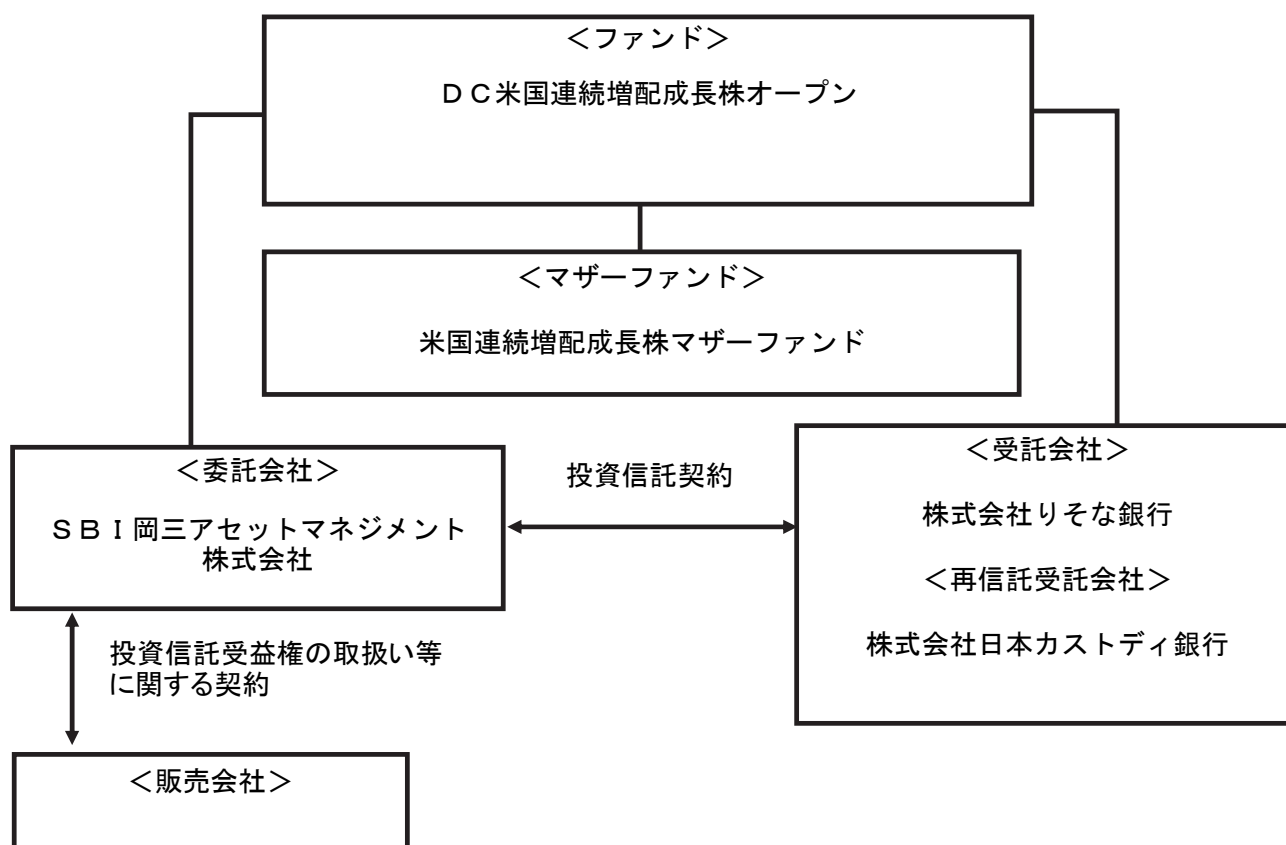 ＜ファンド＞
ＤＣ米国連続増配成長株オープン
＜マザーファンド＞
米国連続増配成長株マザーファンド
＜委託会社＞
ＳＢＩ岡三アセットマネジメント
株式会社
投資信託契約
＜受託会社＞
株式会社りそな銀行
＜再信託受託会社＞
株式会社日本カストディ銀行
投資信託受益権の取扱い等
に関する契約
＜販売会社＞